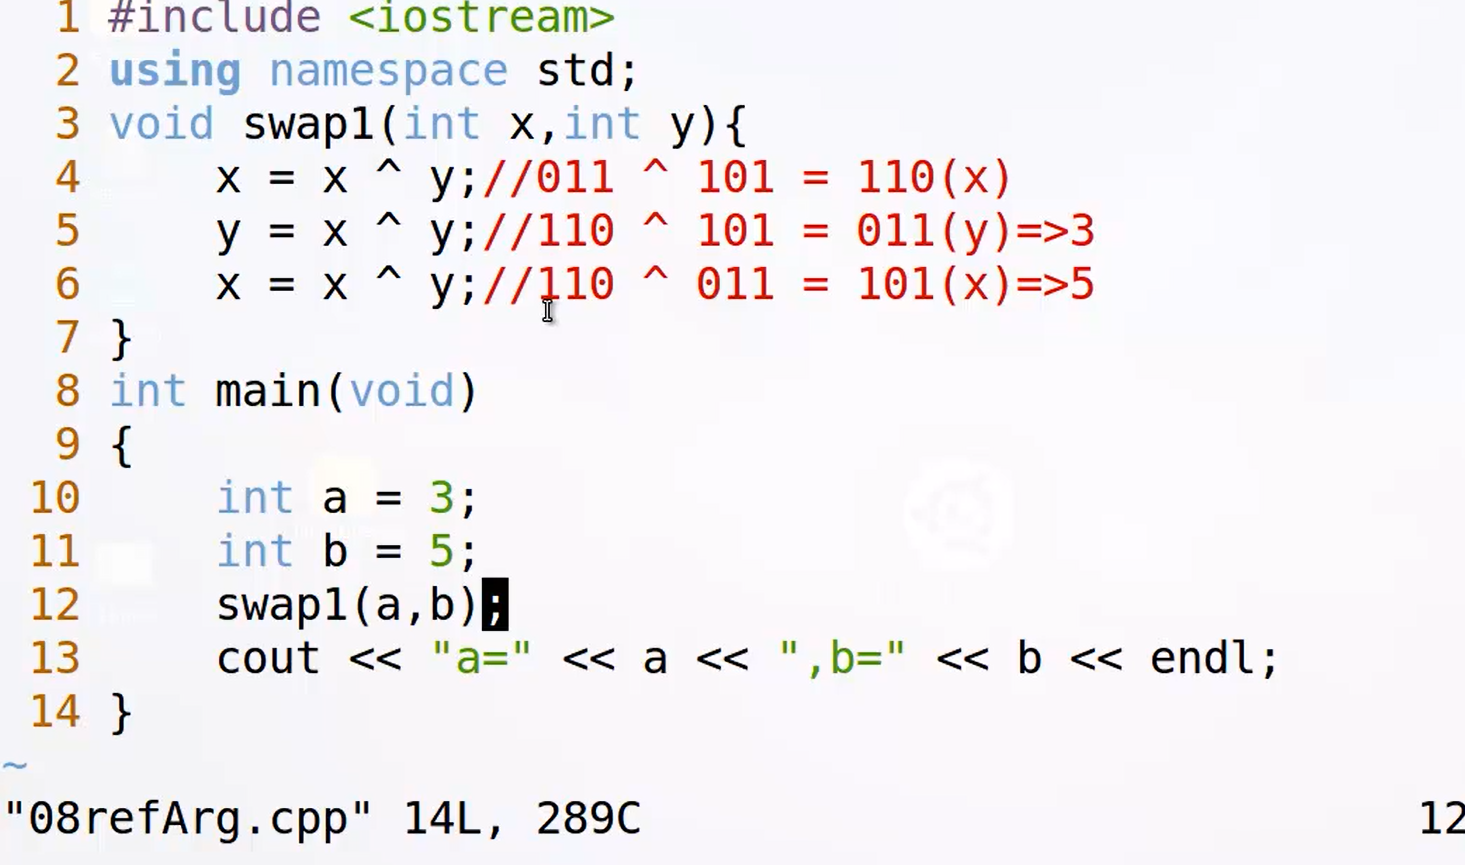 1 #include <iostream>
2 using namespace std;
3 void swap1(int x,int y){
4     x = x ^ y;//011 ^ 101 = 110(x)
5     y = x ^ y;//110 ^ 101 = 011(y)=>3
6     x = x ^ y;//110 ^ 011 = 101(x)=>5
7 }
8 int main(void)
9 {
10     int a = 3;
11     int b = 5;
12     swap1(a,b);
13     cout << "a=" << a << ",b=" << b << endl;
14 }
~
"08refArg.cpp" 14L, 289C 12